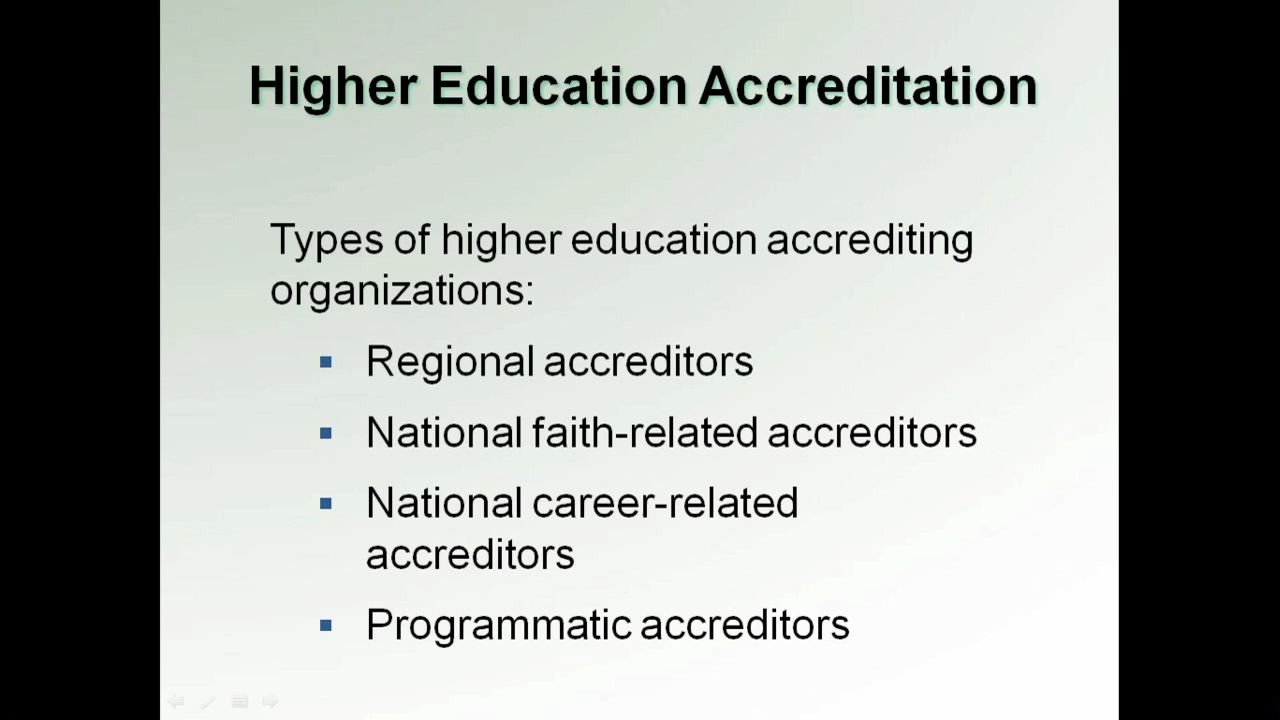 Higher Education Accreditation
Types of higher education accrediting
organizations:
Regional accreditors
National faith-related accreditors
National career-related
accreditors
Programmatic accreditors